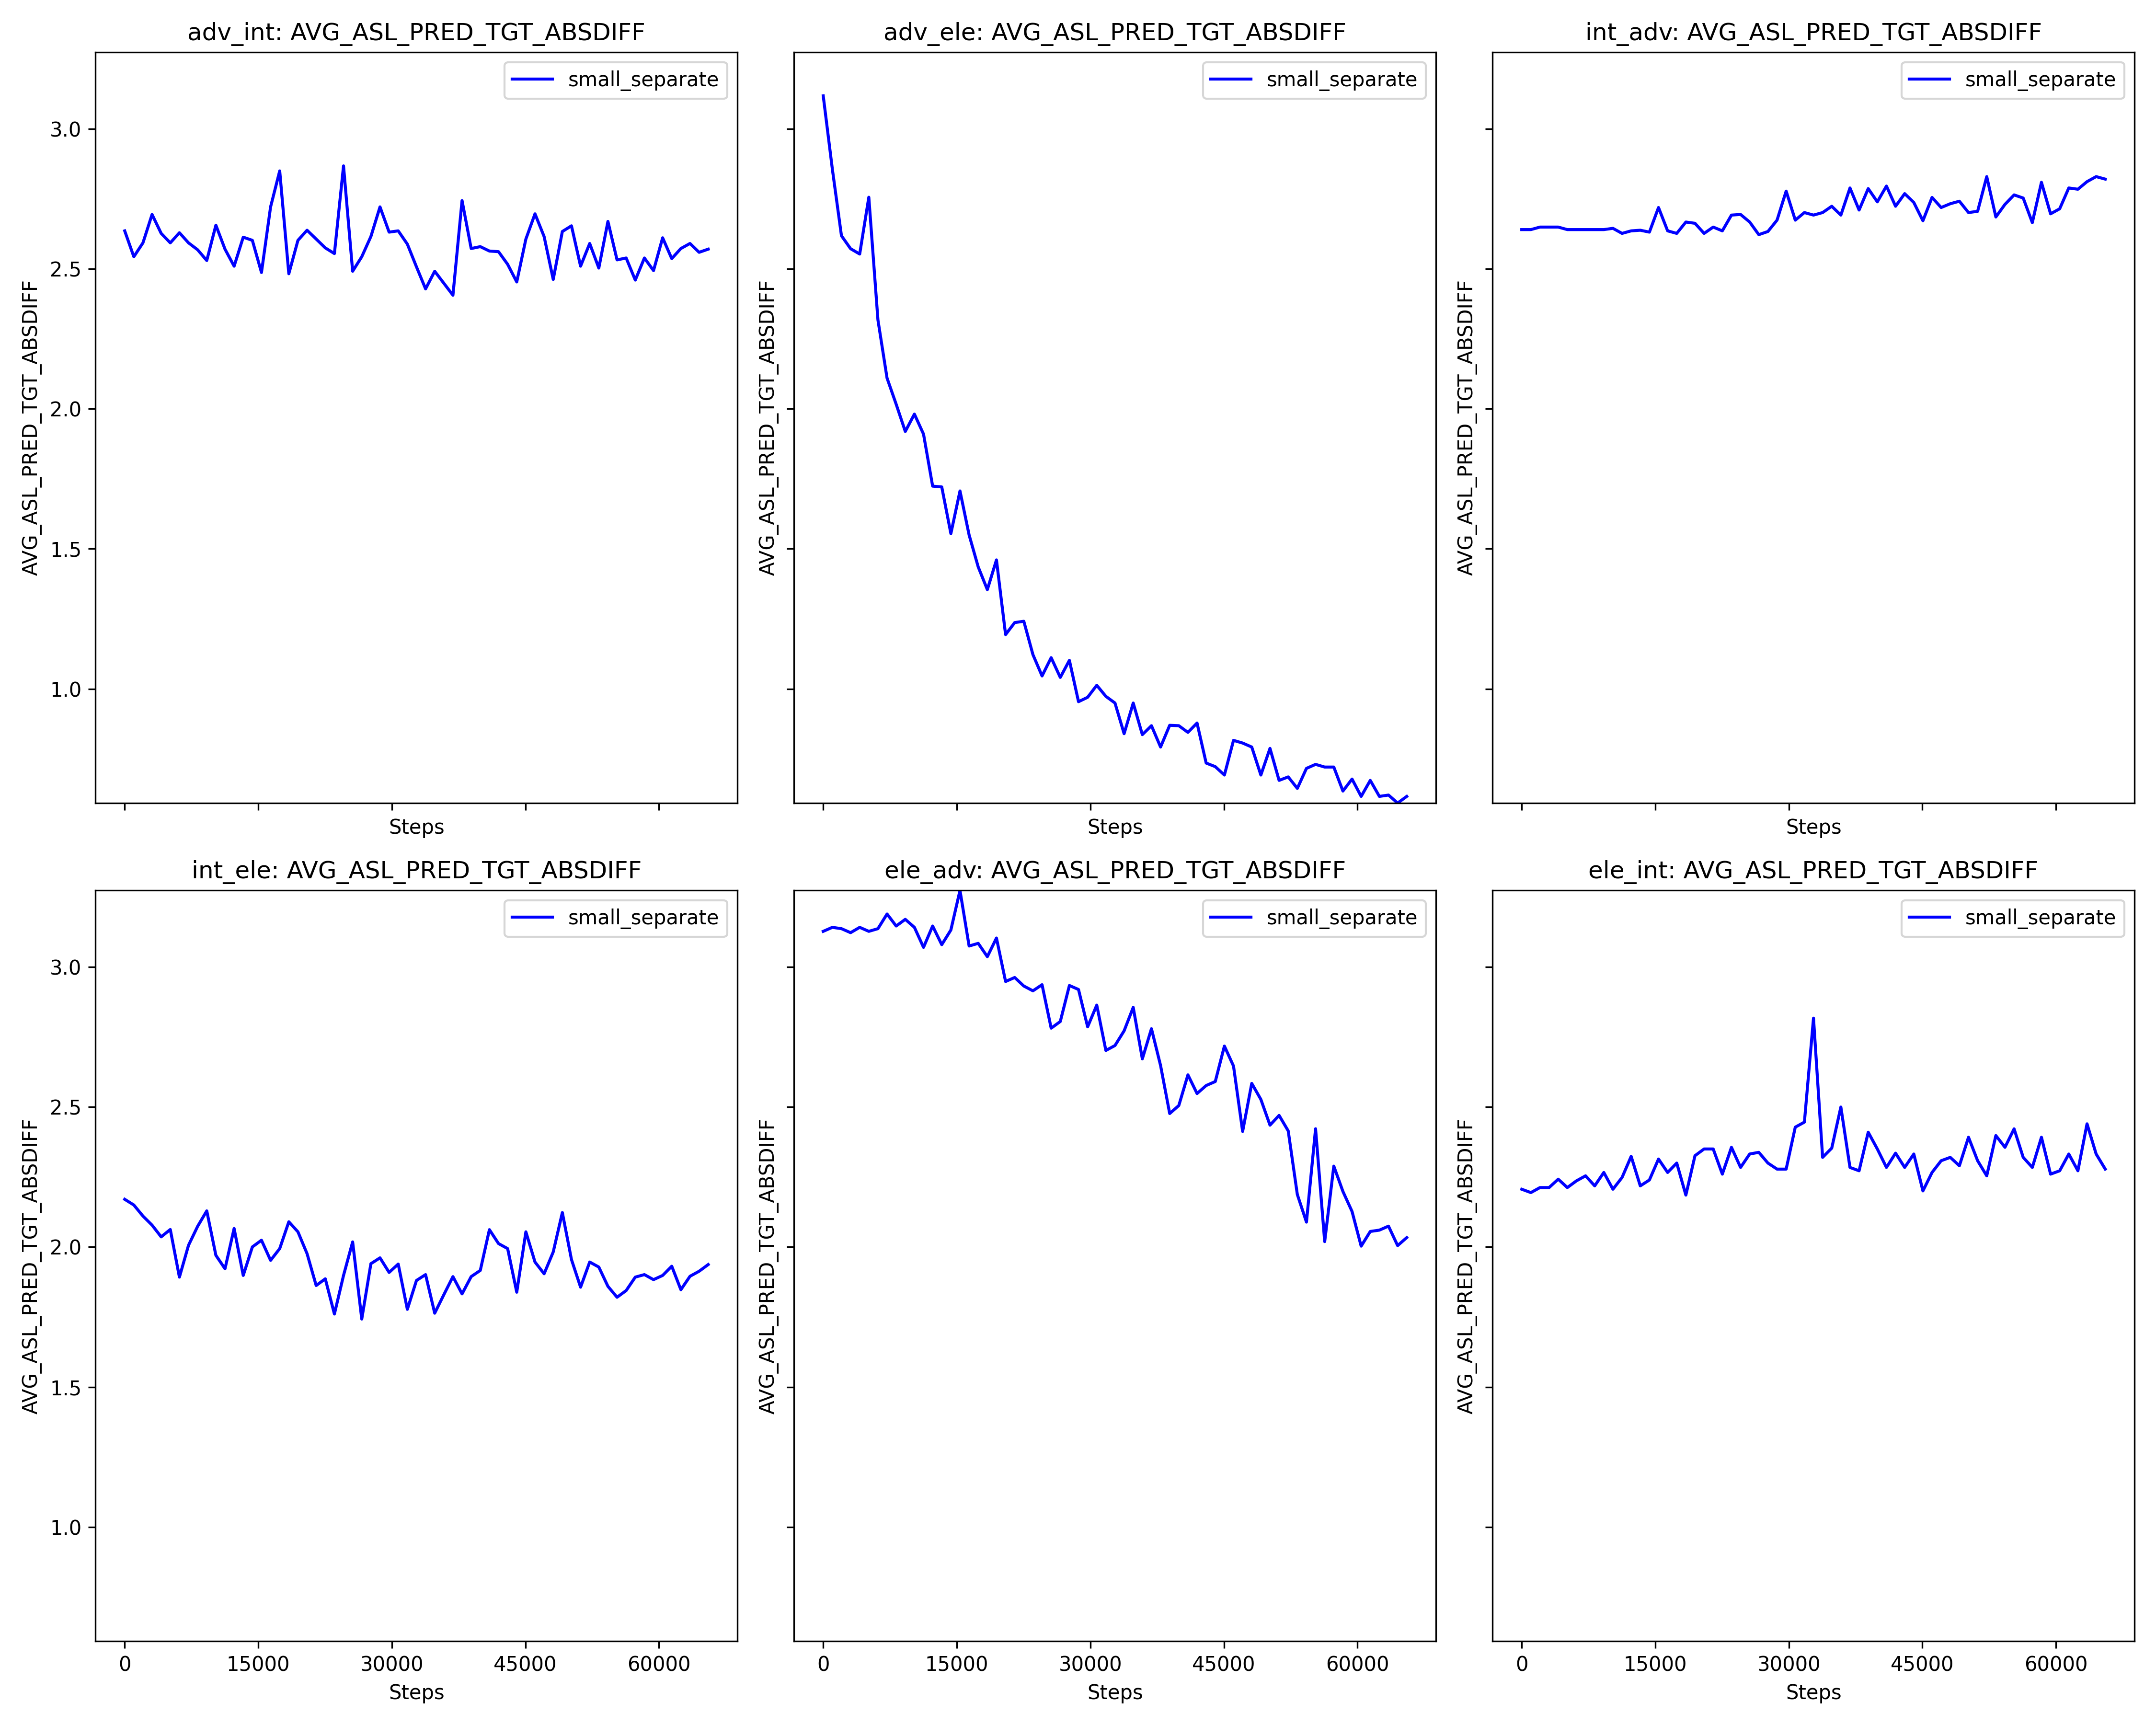 adv_int: AVG_ASL_PRED_TGT_ABSDIFF
small_separate
AVG_ASL_PRED_TGT_ABSDIFF
3.0
2.5
2.0
1.5
1.0
Steps
adv_ele: AVG_ASL_PRED_TGT_ABSDIFF
small_separate
AVG_ASL_PRED_TGT_ABSDIFF
Steps
int_adv: AVG_ASL_PRED_TGT_ABSDIFF
small_separate
AVG_ASL_PRED_TGT_ABSDIFF
Steps
int_ele: AVG_ASL_PRED_TGT_ABSDIFF
small_separate
AVG_ASL_PRED_TGT_ABSDIFF
3.0
2.5
2.0
1.5
1.0
0 15000 30000 45000 60000
Steps
ele_adv: AVG_ASL_PRED_TGT_ABSDIFF
small_separate
AVG_ASL_PRED_TGT_ABSDIFF
0 15000 30000 45000 60000
Steps
ele_int: AVG_ASL_PRED_TGT_ABSDIFF
small_separate
AVG_ASL_PRED_TGT_ABSDIFF
0 15000 30000 45000 60000
Steps